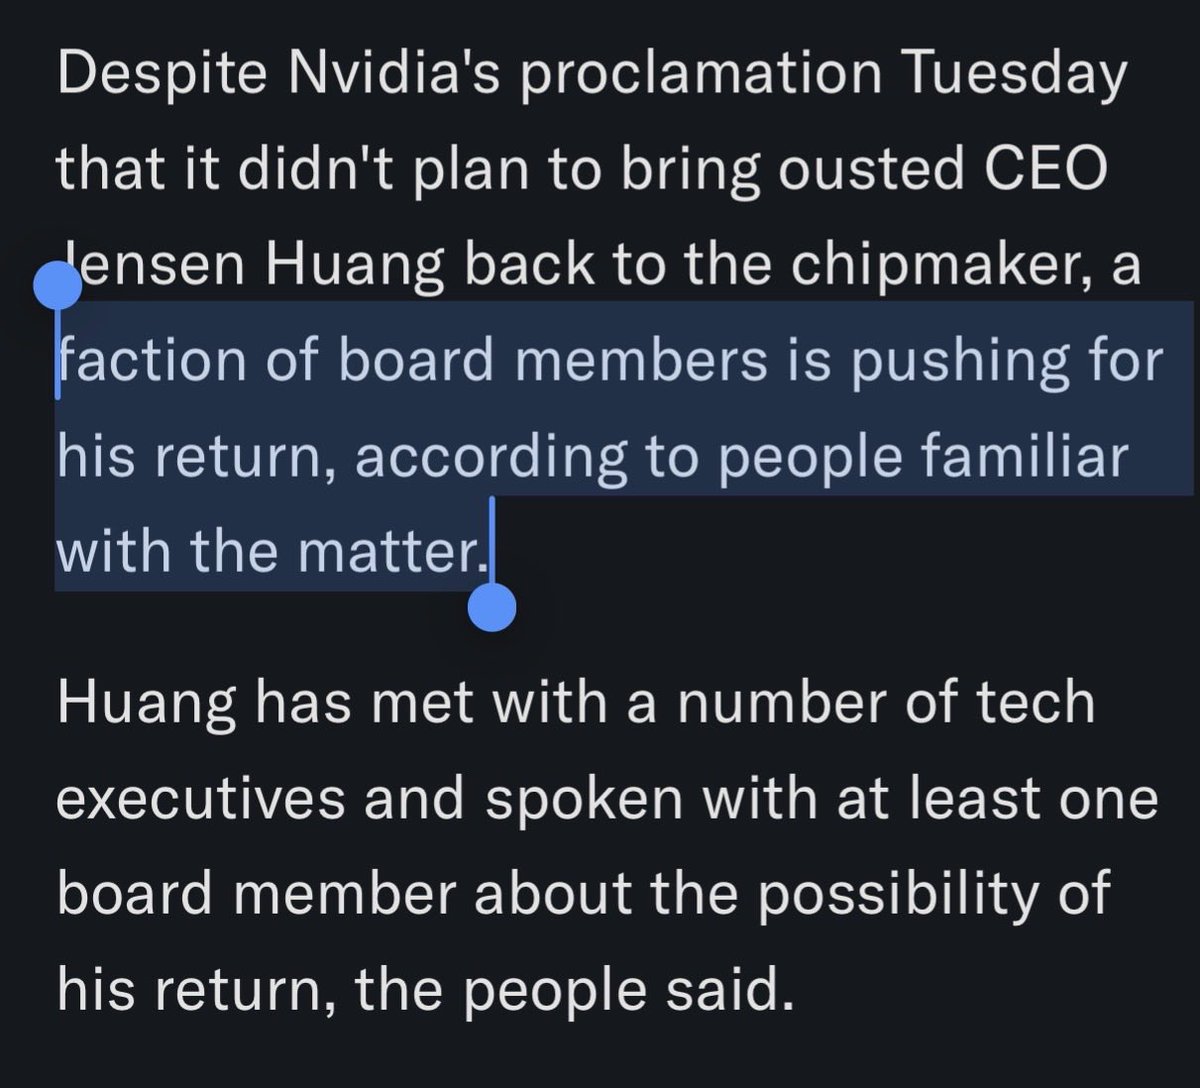 Despite Nvidia's proclamation Tuesday
that it didn't plan to bring ousted CEO
Jensen Huang back to the chipmaker, a
faction of board members is pushing for
his return, according to people familiar
with the matter.
Huang has met with a number of tech
executives and spoken with at least one
board member about the possibility of
his return, the people said.